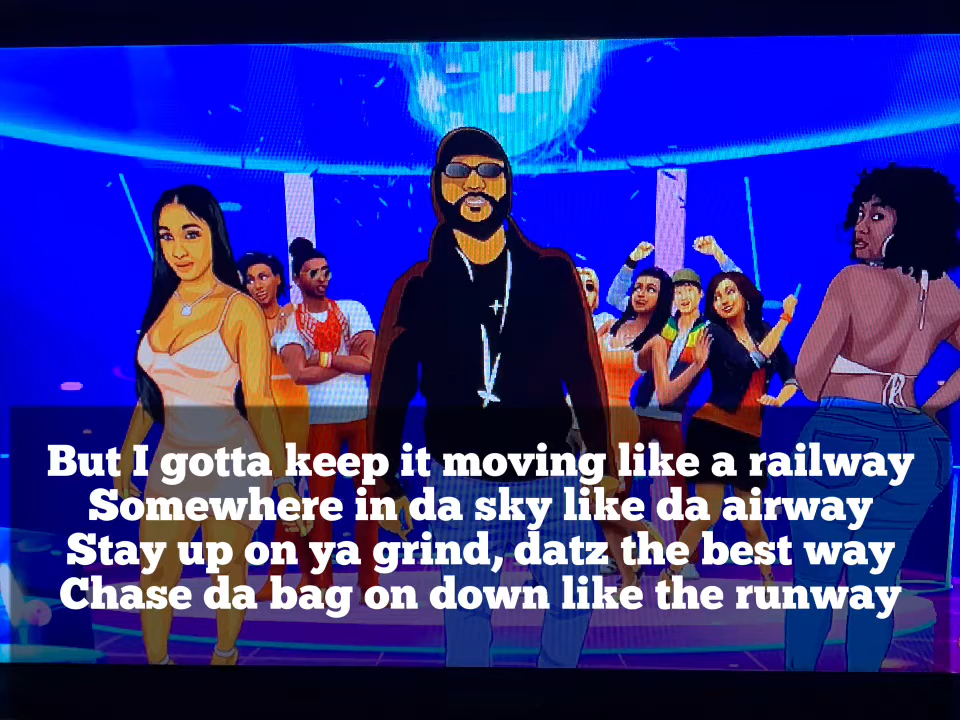 But I gotta keep it moving like a railway
Somewhere in da sky like da airway
Stay up on ya grind, datz the best way
Chase da bag on down like the runway